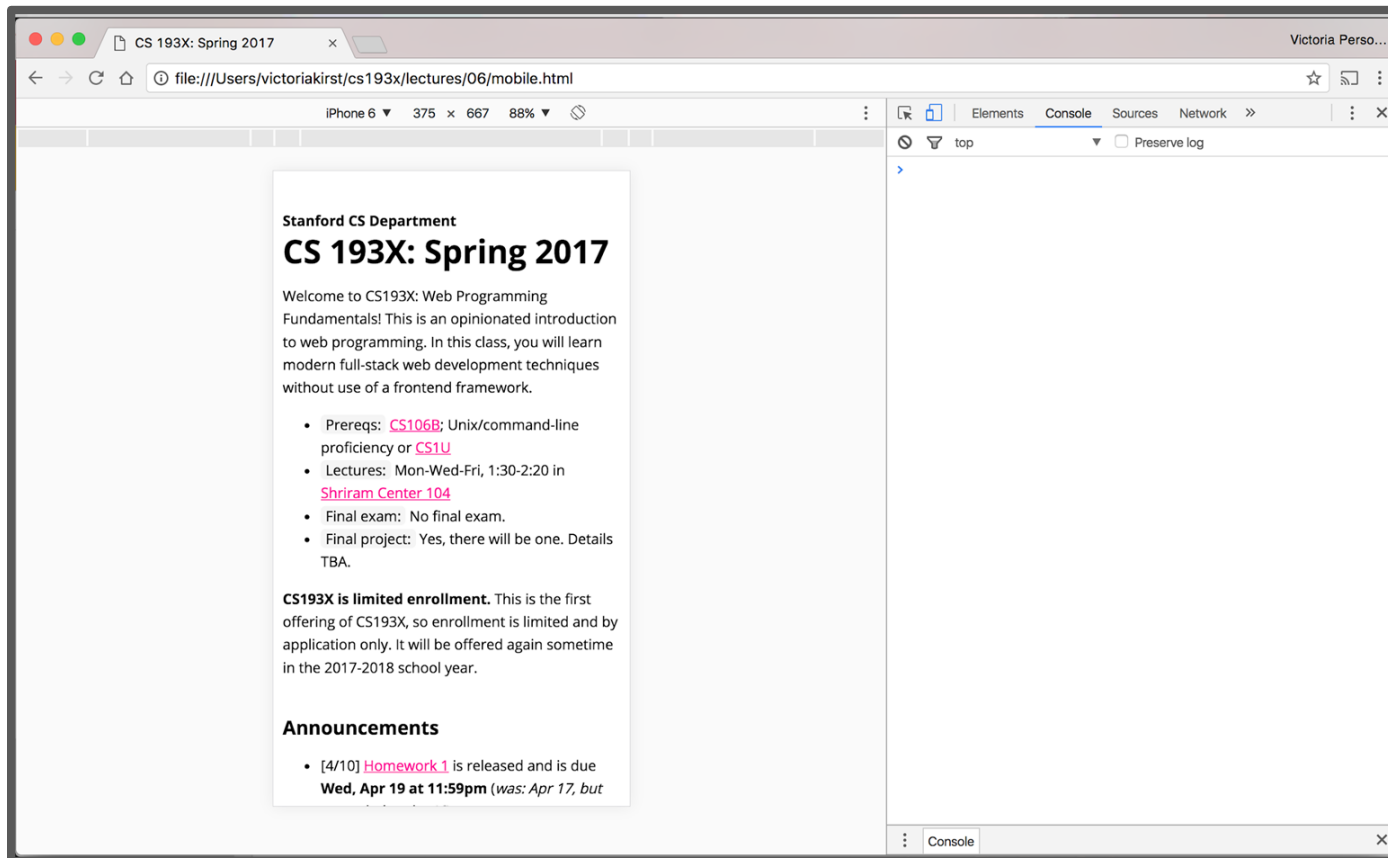 CS 193X: Spring 2017
Victoria Perso...
file:///Users/victoriakirst/cs193x/lectures/06/mobile.html
iPhone 6 ▼ 375 × 667 88% ▼
Elements Console Sources Network »
top ▼ Preserve log
Stanford CS Department
CS 193X: Spring 2017
Welcome to CS193X: Web Programming
Fundamentals! This is an opinionated introduction
to web programming. In this class, you will learn
modern full-stack web development techniques
without use of a frontend framework.
• Prereqs: CS106B; Unix/command-line
proficiency or CS1U
• Lectures: Mon-Wed-Fri, 1:30-2:20 in
Shriram Center 104
• Final exam: No final exam.
• Final project: Yes, there will be one. Details
TBA.
CS193X is limited enrollment. This is the first
offering of CS193X, so enrollment is limited and by
application only. It will be offered again sometime
in the 2017-2018 school year.
Announcements
• [4/10] Homework 1 is released and is due
Wed, Apr 19 at 11:59pm (was: Apr 17, but
Console